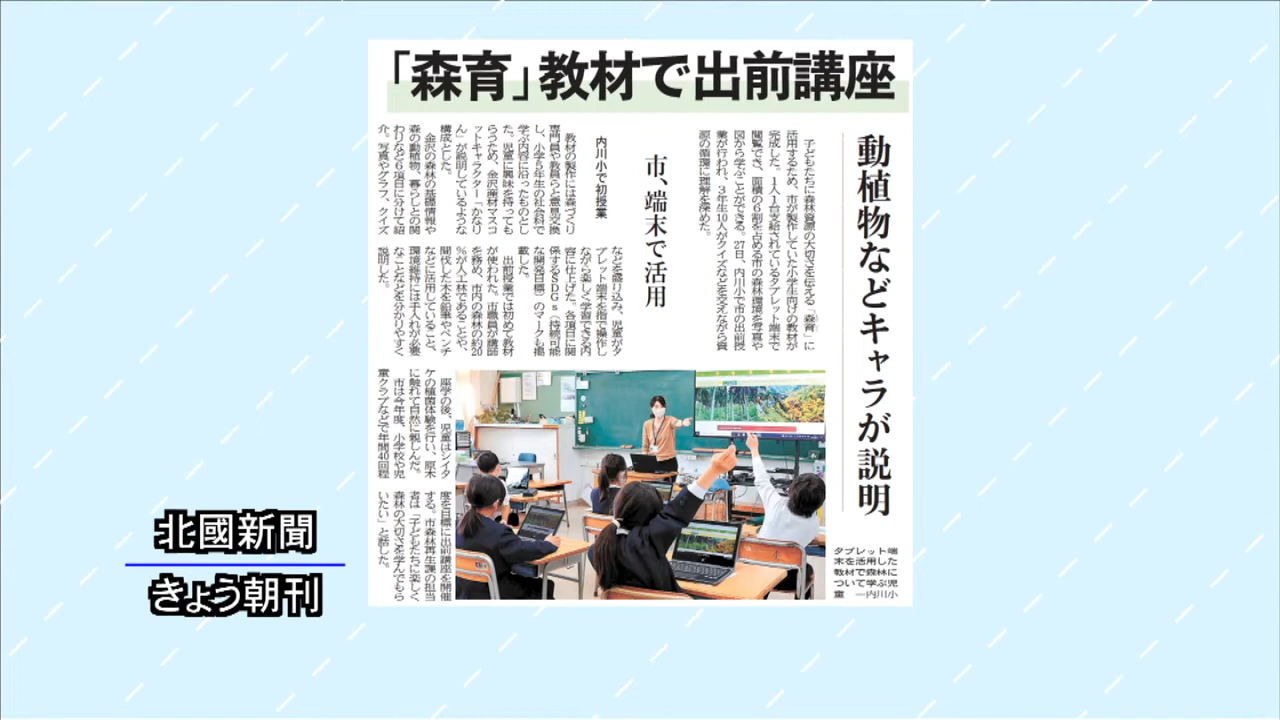 「森育」教材で出前講座
動植物などキャラが説明
市、端末で活用
子どもたちに森林資源の大切さを伝える「森育」に
活用するため、市が製作していた小学生向けの教材が
完成した。1人1台支給されているタブレット端末で
閲覧でき、面積の6割を占める市の森林環境を写真や
図から学ぶことができる。27日、内川小で市の出前授
業が行われ、3年生10人がクイズなどを交えながら資
源の循環に理解を深めた。
内川小で初授業
教材の製作には森づくり
専門員や教員らと意見交換
し、小学5年生の社会科で
学ぶ内容に沿ったものとし
た。児童に興味を持っても
らうため、金沢産材マスコ
ットキャラクター「かなり
ん」が説明しているような
構成とした。
金沢の森林の基礎情報や
森の動植物、暮らしとの関
わりなど6項目に分けて紹
介。写真やグラフ、クイズ
などを盛り込み、児童がタ
ブレット端末を指で操作し
ながら楽しく学習できる内
容に仕上げた。各項目に関
係するSDGs(持続可能
な開発目標)のマークも掲
載した。
出前授業では初めて教材
が使われた。市職員が講師
を務め、市内の森林の約20
%が人工林であることや、
間伐した木を鉛筆やベンチ
などに活用していること、
環境維持には手入れが必要
なことなどを分かりやすく
説明した。
座学の後、児童はシイタ
ケの植菌体験を行い、原木
に触れて自然に親しんだ。
市は今年度、小学校や児
童クラブなどで年間40回程
度を目標に出前講座を開催
する。市森林再生課の担当
者は「子どもたちに楽しく
森林の大切さを学んでもら
いたい」と話した。
タブレット端
末を活用した
教材で森林に
ついて学ぶ児
童 =内川小
北國新聞
きょう朝刊